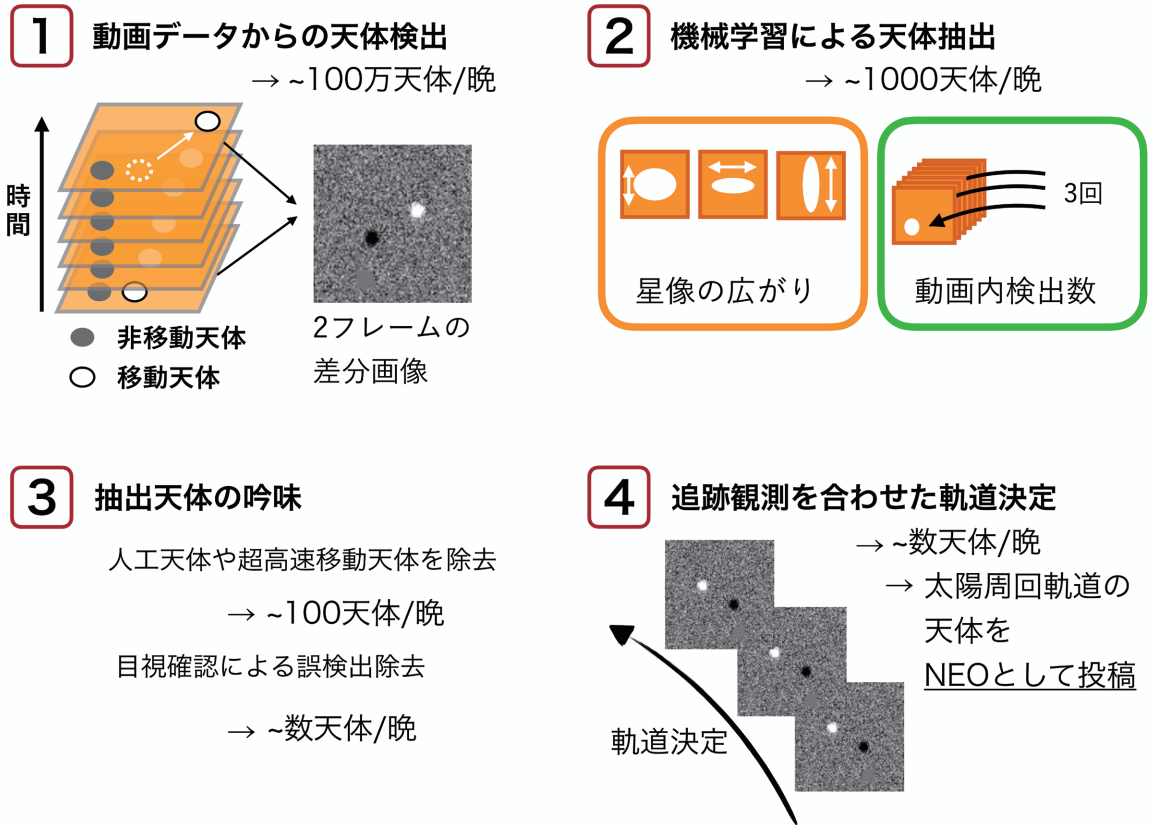 1 動画データからの天体検出
→ ~100万天体/晩
時間
非移動天体
移動天体
2フレームの
差分画像
2 機械学習による天体抽出
→ ~1000天体/晩
星像の広がり
3回
動画内検出数
3 抽出天体の吟味
人工天体や超高速移動天体を除去
→ ~100天体/晩
目視確認による誤検出除去
→ ~数天体/晩
4 追跡観測を合わせた軌道決定
→ ~数天体/晩
→ 太陽周回軌道の
天体を
NEOとして投稿
軌道決定